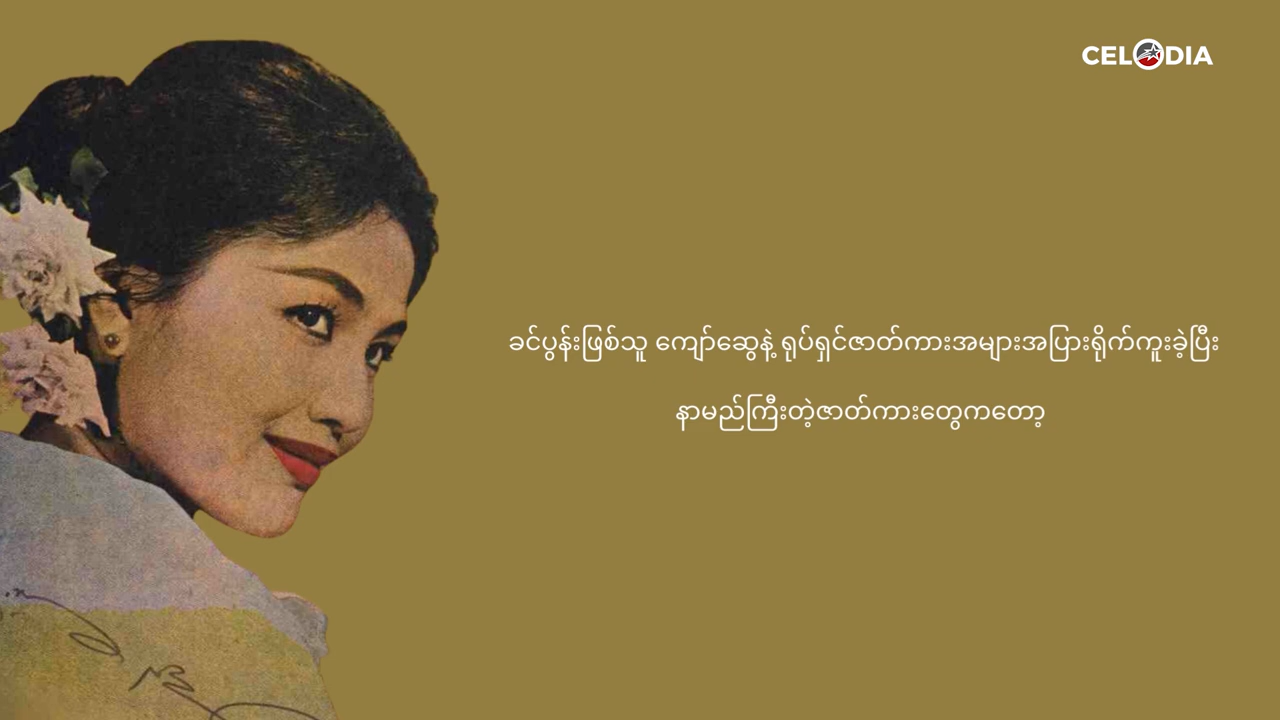 CELODIA
ခင်ပွန်းဖြစ်သူ ကျော်ဆွေနဲ့ ရုပ်ရှင်ဇာတ်ကားအများအပြားရိုက်ကူးခဲ့ပြီး
နာမည်ကြီးတဲ့ဇာတ်ကားတွေကတော့